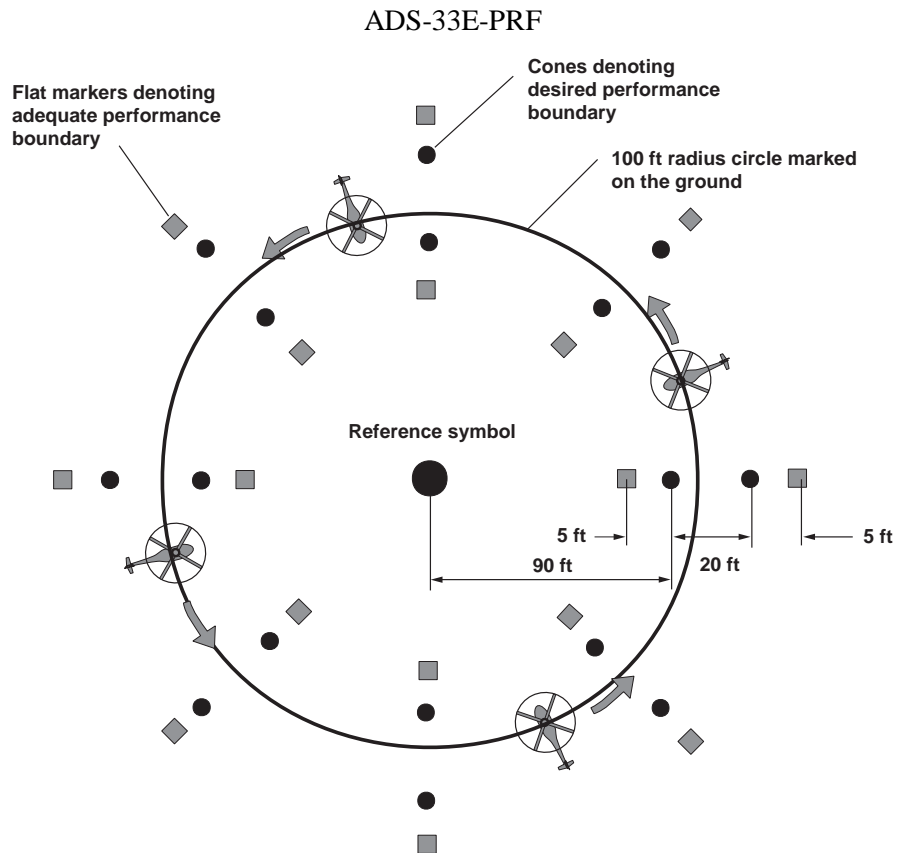 ADS-33E-PRF
Flat markers denoting
adequate performance
boundary
Cones denoting
desired performance
boundary
100 ft radius circle marked
on the ground
Reference symbol
5 ft
90 ft
20 ft
5 ft